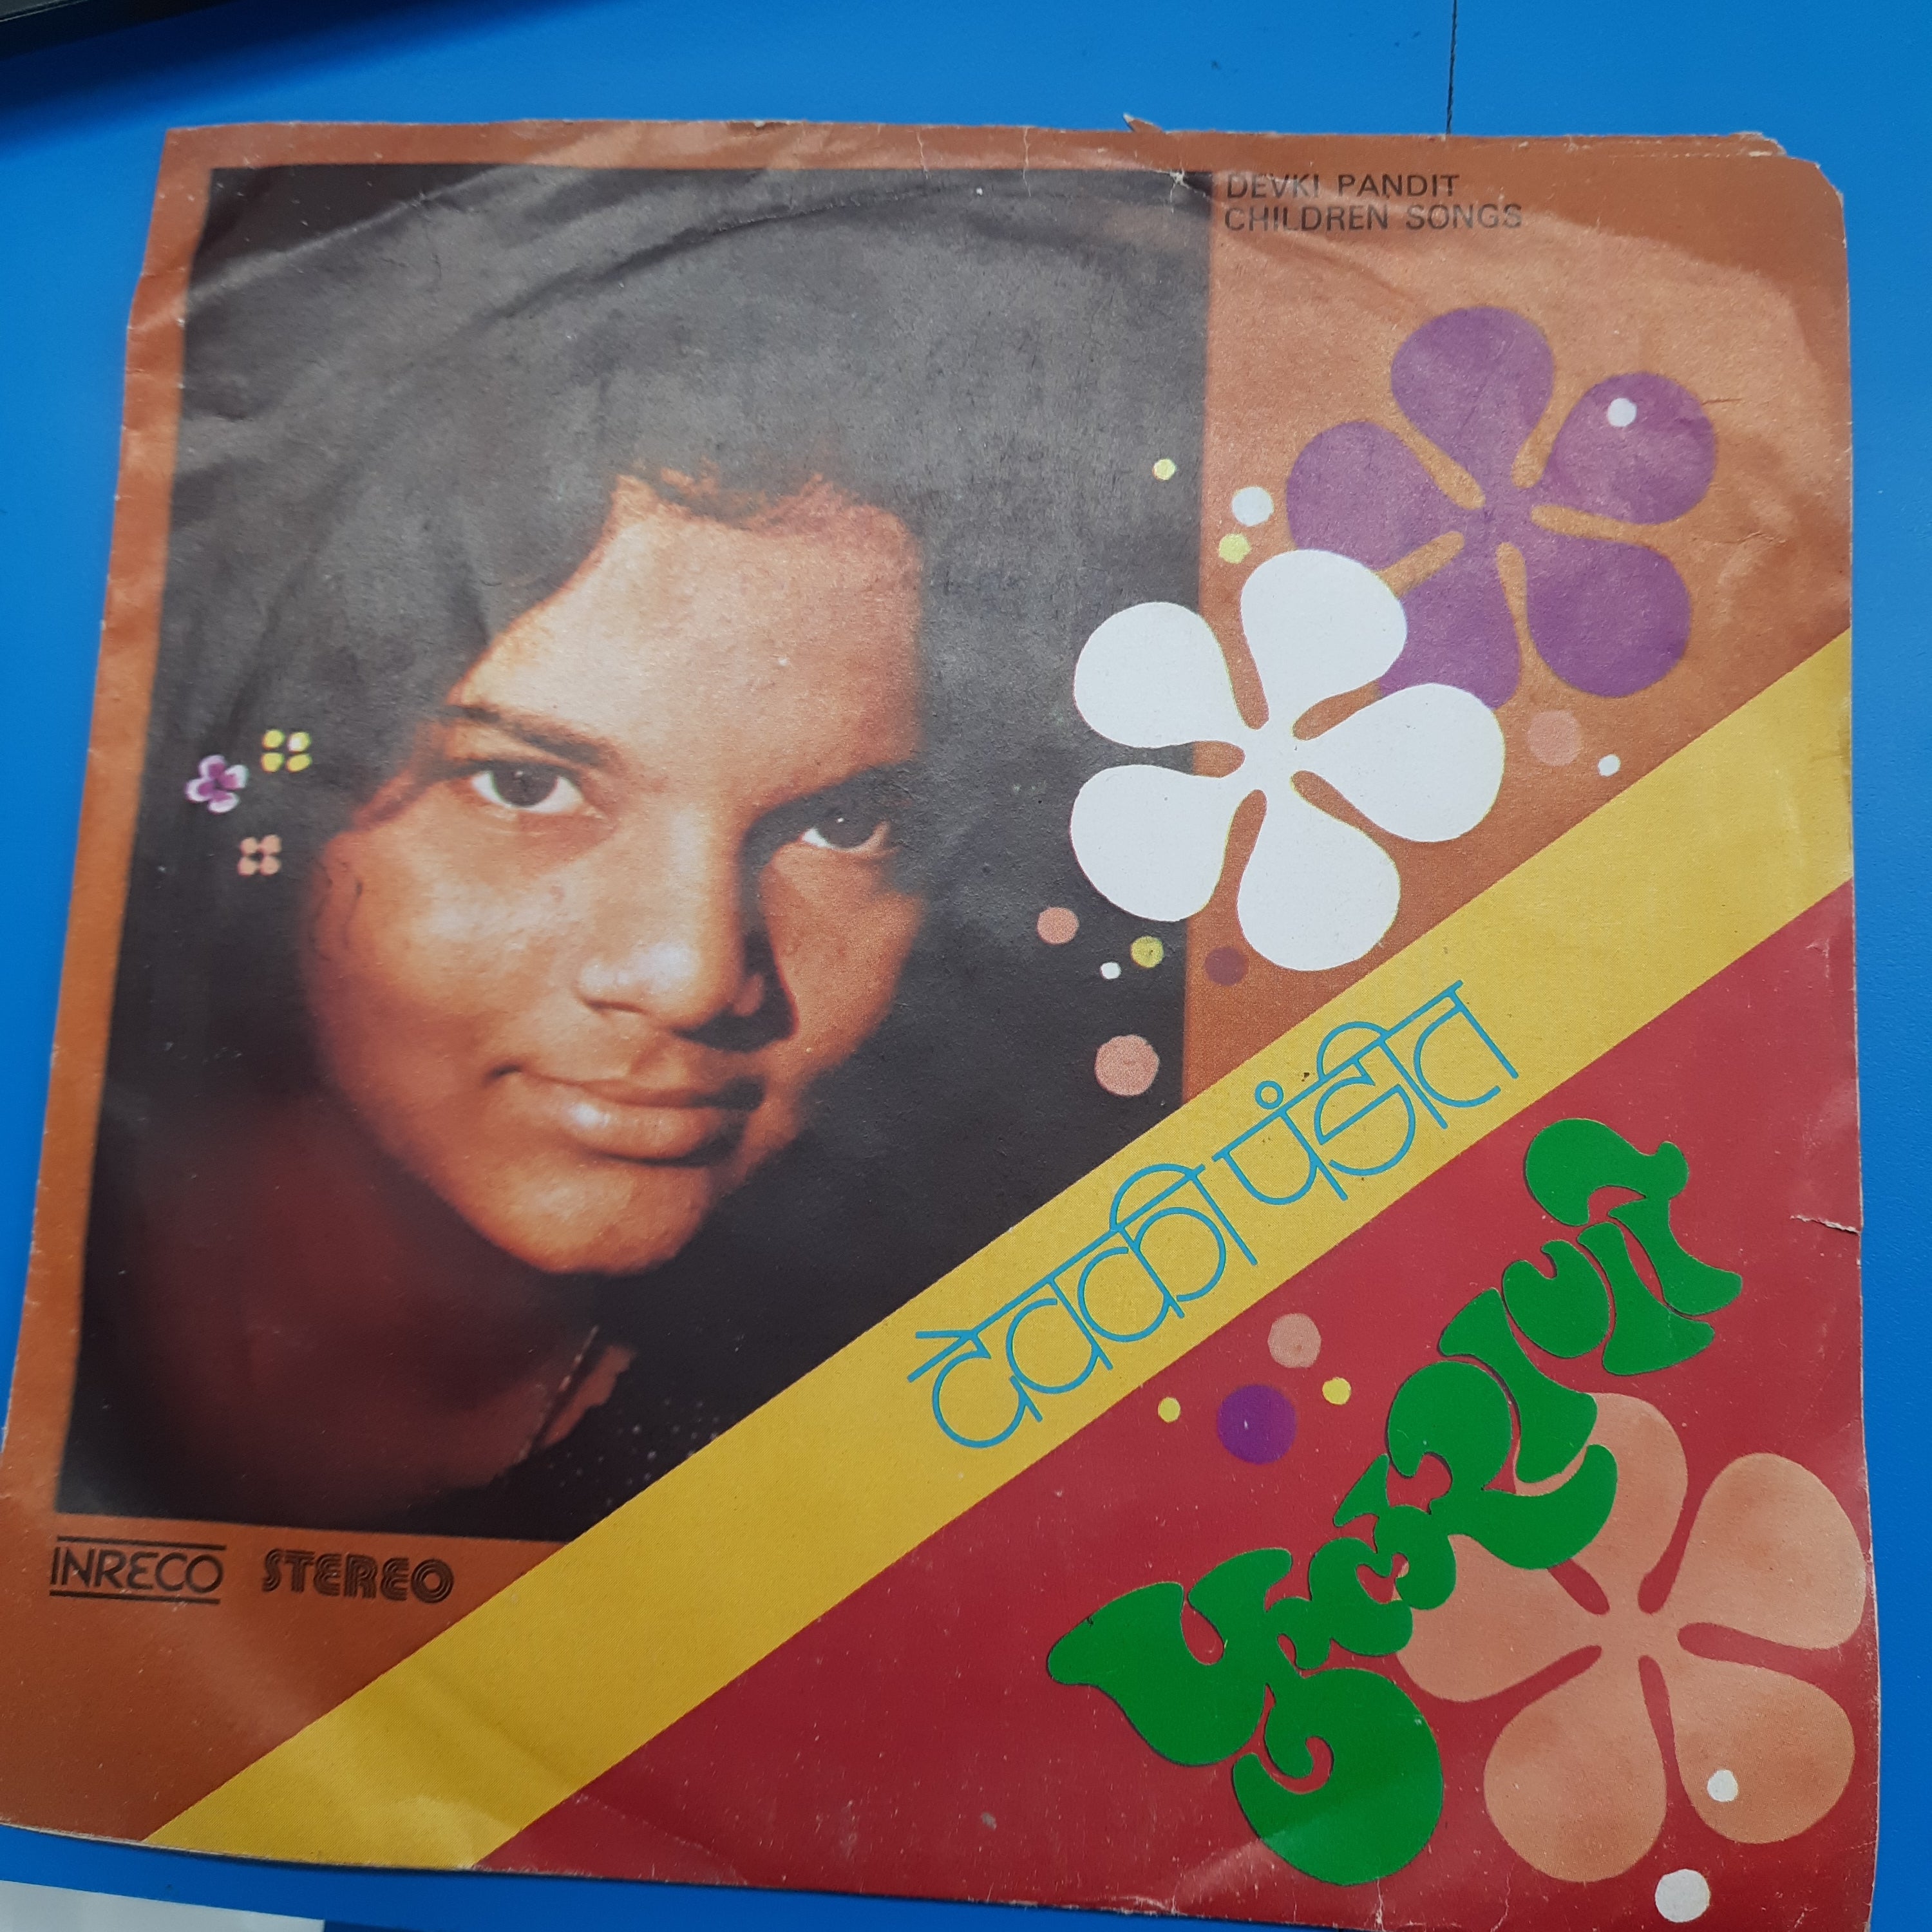 DEVKI PANDIT
CHILDREN SONGS
देवकी पंडीत
फुलराणी
INRECO STEREO